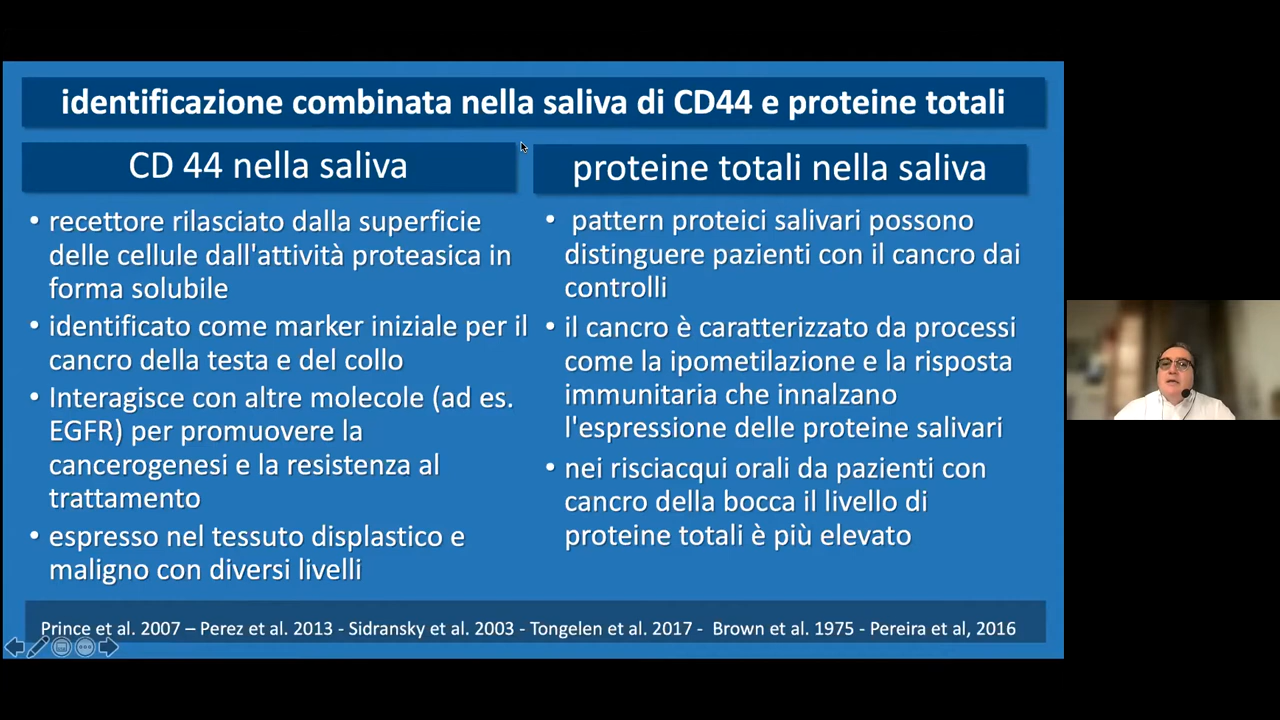 identificazione combinata nella saliva di CD44 e proteine totali
CD 44 nella saliva
• recettore rilasciato dalla superficie
delle cellule dall'attività proteasica in
forma solubile
• identificato come marker iniziale per il
cancro della testa e del collo
• Interagisce con altre molecole (ad es.
EGFR) per promuovere la
cancerogenesi e la resistenza al
trattamento
• espresso nel tessuto displastico e
maligno con diversi livelli
proteine totali nella saliva
• pattern proteici salivari possono
distinguere pazienti con il cancro dai
controlli
• il cancro è caratterizzato da processi
come la ipometilazione e la risposta
immunitaria che innalzano
l'espressione delle proteine salivari
• nei risciacqui orali da pazienti con
cancro della bocca il livello di
proteine totali è più elevato
Prince et al. 2007 – Perez et al. 2013 - Sidransky et al. 2003 - Tongelen et al. 2017 - Brown et al. 1975 - Pereira et al, 2016